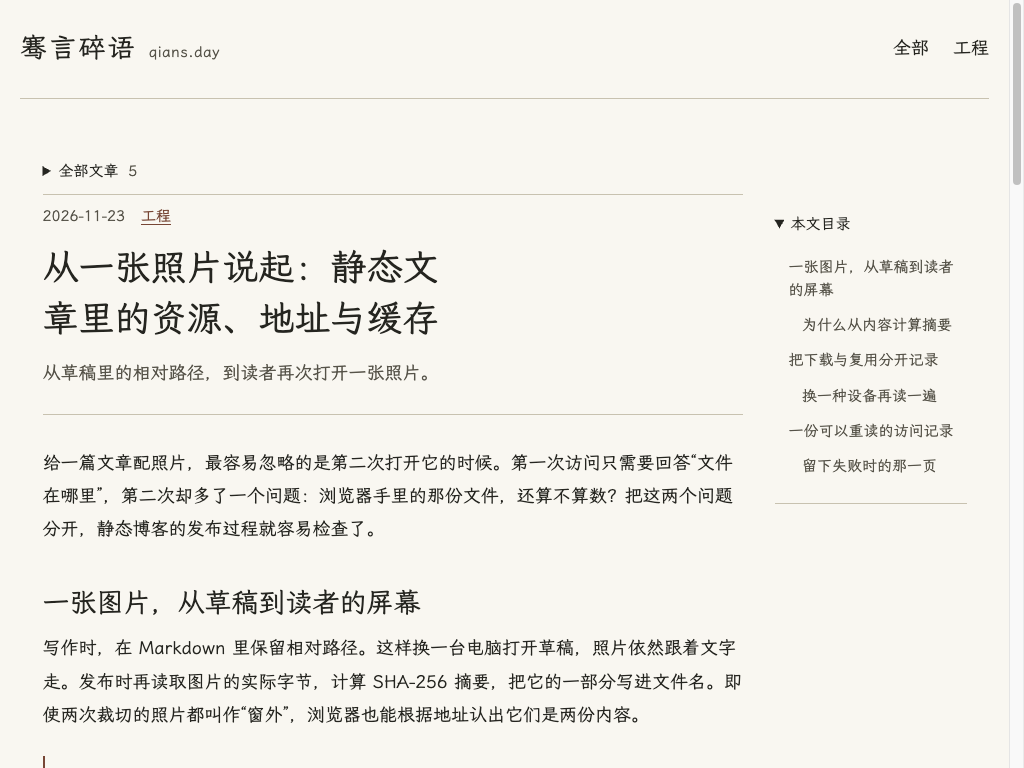 骞言碎语 qians.day
全部 工程
▶ 全部文章 5
2026-11-23 工程
从一张照片说起：静态文
章里的资源、地址与缓存
从草稿里的相对路径，到读者再次打开一张照片。
给一篇文章配照片，最容易忽略的是第二次打开它的时候。第一次访问只需要回答“文件
在哪里”，第二次却多了一个问题：浏览器手里的那份文件，还算不算数？把这两个问题
分开，静态博客的发布过程就容易检查了。
一张图片，从草稿到读者的屏幕
写作时，在 Markdown 里保留相对路径。这样换一台电脑打开草稿，照片依然跟着文字
走。发布时再读取图片的实际字节，计算 SHA-256 摘要，把它的一部分写进文件名。即
使两次裁切的照片都叫作“窗外”，浏览器也能根据地址认出它们是两份内容。
▼ 本文目录
一张图片，从草稿到读者
的屏幕
为什么从内容计算摘要
把下载与复用分开记录
换一种设备再读一遍
一份可以重读的访问记录
留下失败时的那一页